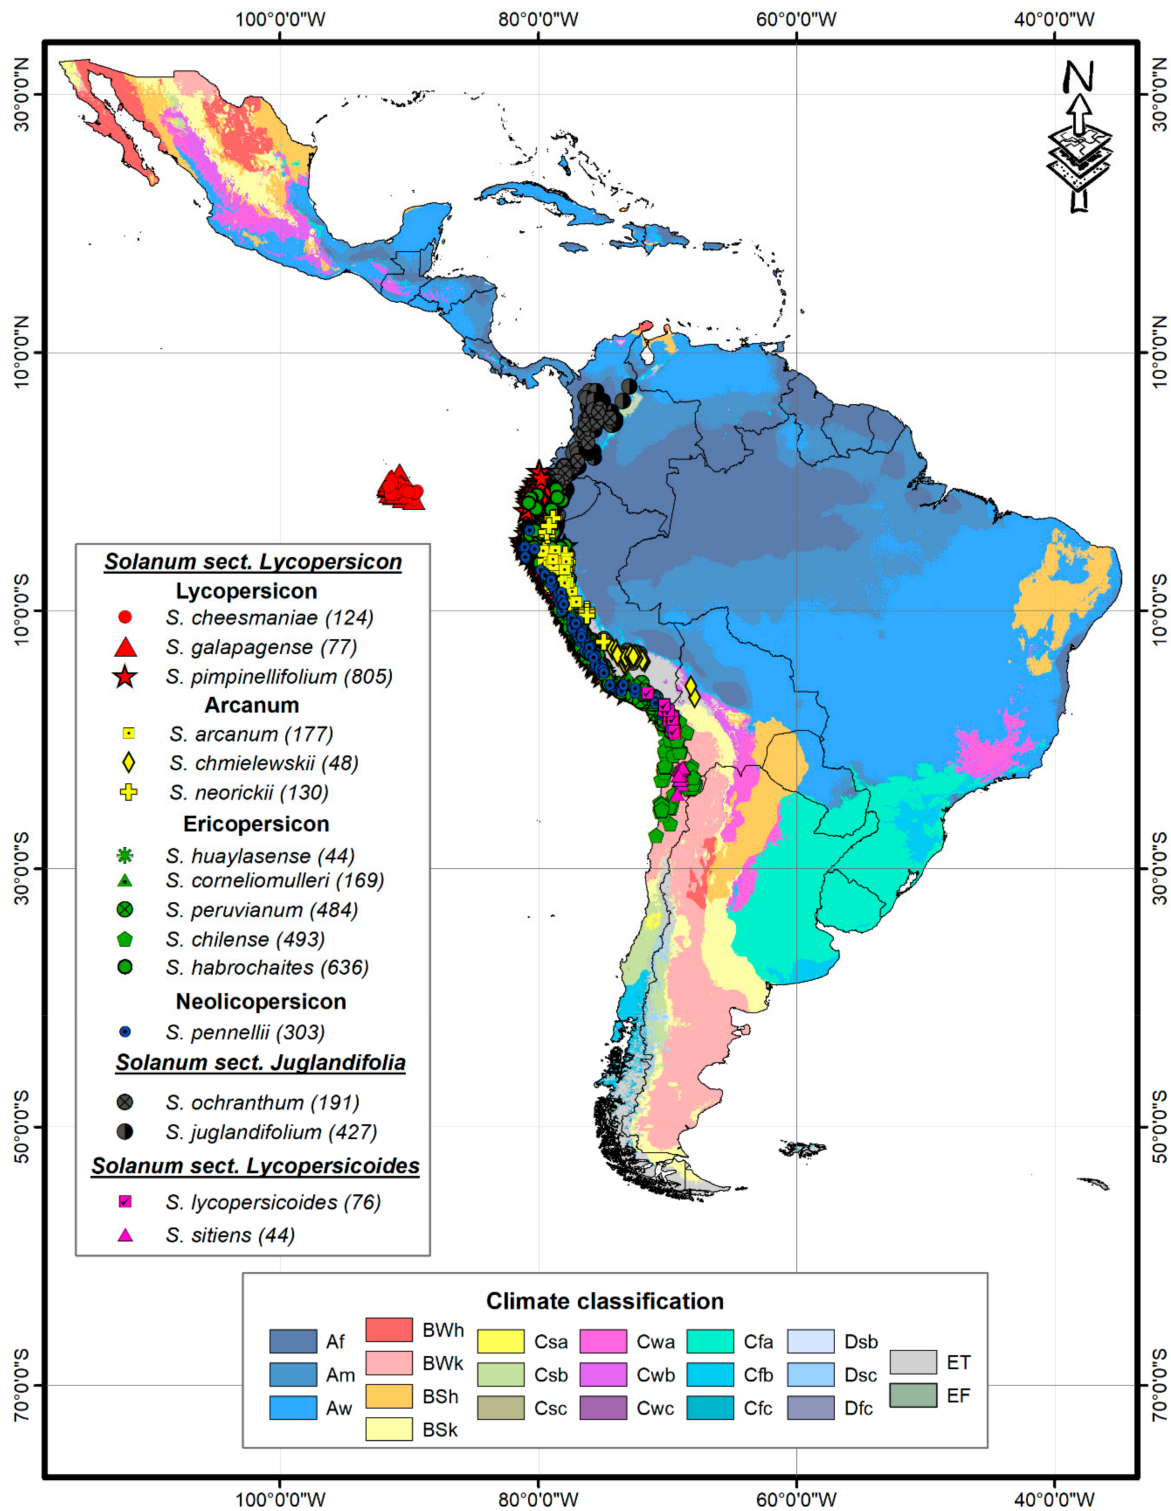 100°0'0"W 80°0'0"W 60°0'0"W 40°0'0"W
30°0'0"N 30°0'0"N
N
10°0'0"N 10°0'0"N
10°0'0"S 10°0'0"S
30°0'0"S 30°0'0"S
50°0'0"S 50°0'0"S
70°0'0"S 70°0'0"S
Solanum sect. Lycopersicon
Lycopersicon
S. cheesmaniae (124)
S. galapagense (77)
S. pimpinellifolium (805)
Arcanum
S. arcanum (177)
S. chmielewskii (48)
S. neorickii (130)
Ericopersicon
S. huaylasense (44)
S. corneliomulleri (169)
S. peruvianum (484)
S. chilense (493)
S. habrochaites (636)
Neolicopersicon
S. pennellii (303)
Solanum sect. Juglandifolia
S. ochranthum (191)
S. juglandifolium (427)
Solanum sect. Lycopersicoides
S. lycopersicoides (76)
S. sitiens (44)
Climate classification
Af
Am
Aw
BWh
BWk
BSh
BSk
Csa
Csb
Csc
Cwa
Cwb
Cwc
Cfa
Cfb
Cfc
Dsb
Dsc
Dfc
ET
EF
100°0'0"W 80°0'0"W 60°0'0"W 40°0'0"W